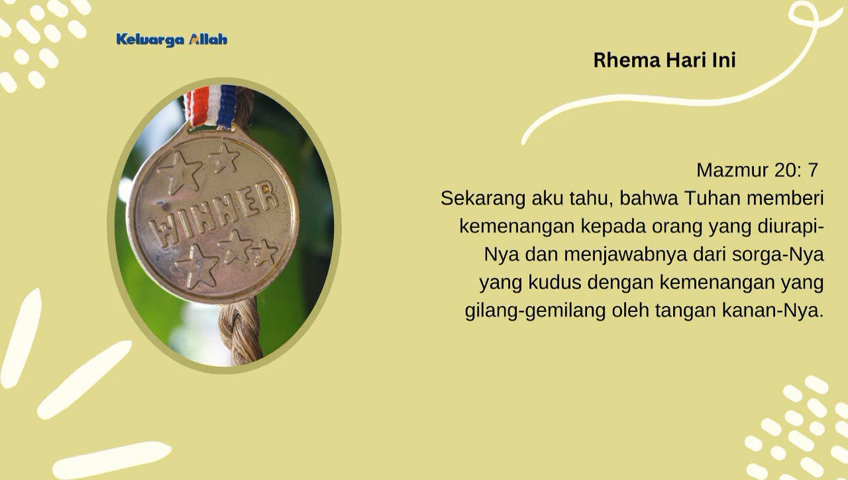 Keluarga Allah
Rhema Hari Ini
WINNER
Mazmur 20: 7
Sekarang aku tahu, bahwa Tuhan memberi
kemenangan kepada orang yang diurapi-
Nya dan menjawabnya dari sorga-Nya
yang kudus dengan kemenangan yang
gilang-gemilang oleh tangan kanan-Nya.